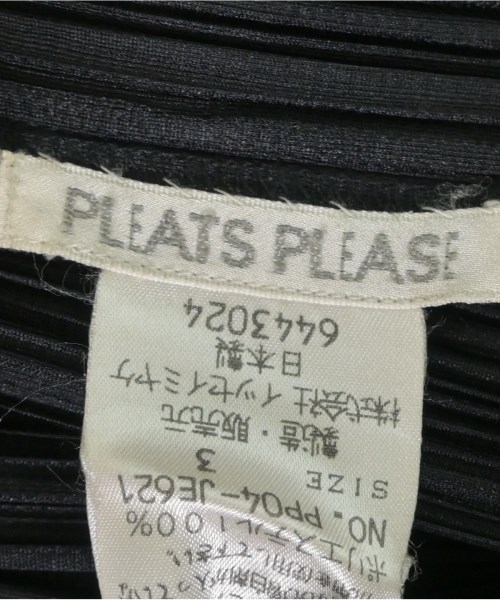 PLEATS PLEASE
ポリエステル100%
NO. PP04-JE621
SIZE
3
製造・販売元
株式会社 イッセイミヤケ
日本製
6443024